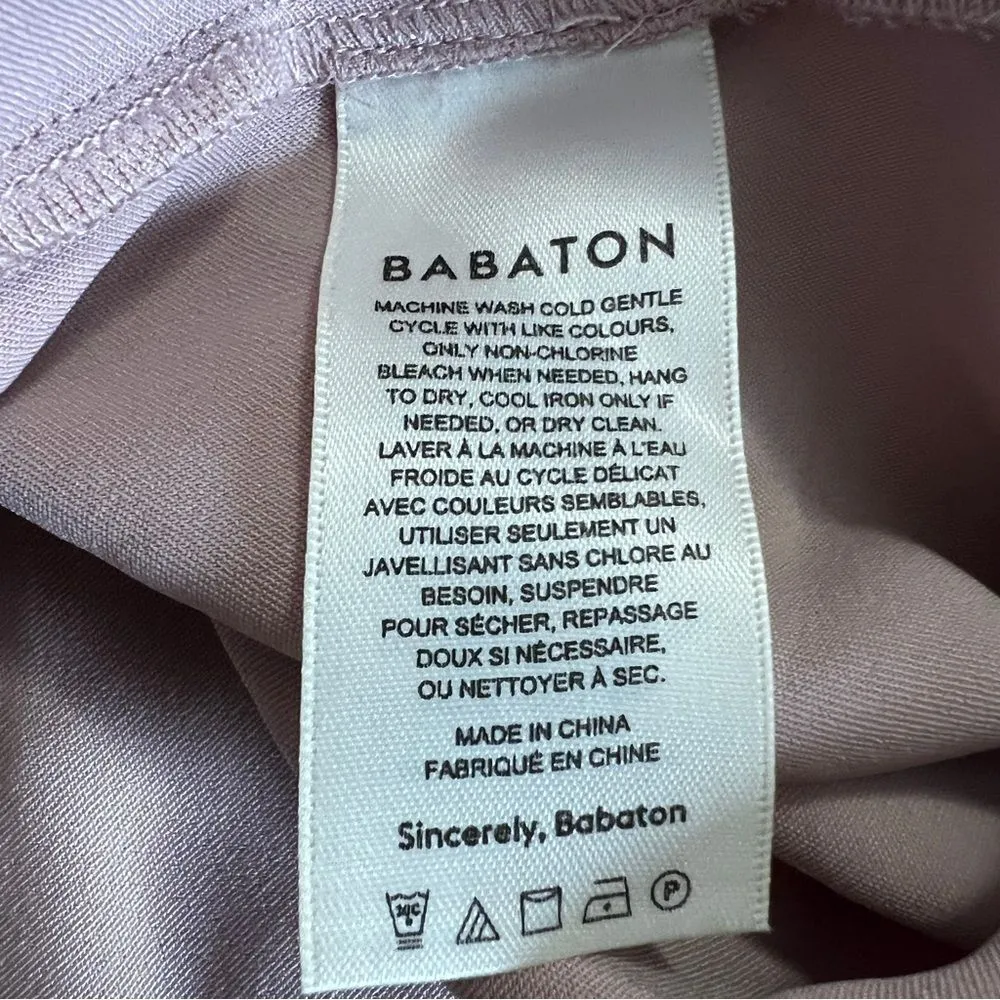 BABATON
MACHINE WASH COLD GENTLE
CYCLE WITH LIKE COLOURS,
ONLY NON-CHLORINE
BLEACH WHEN NEEDED, HANG
TO DRY, COOL IRON ONLY IF
NEEDED, OR DRY CLEAN.
LAVER À LA MACHINE À L'EAU
FROIDE AU CYCLE DÉLICAT
AVEC COULEURS SEMBLABLES,
UTILISER SEULEMENT UN
JAVELLISANT SANS CHLORE AU
BESOIN, SUSPENDRE
POUR SÉCHER, REPASSAGE
DOUX SI NÉCESSAIRE,
OU NETTOYER À SEC.
MADE IN CHINA
FABRIQUÉ EN CHINE
Sincerely, Babaton
P